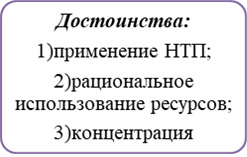 Достоинства:
1)применение НТП;
2)рациональное
использование ресурсов;
3)концентрация